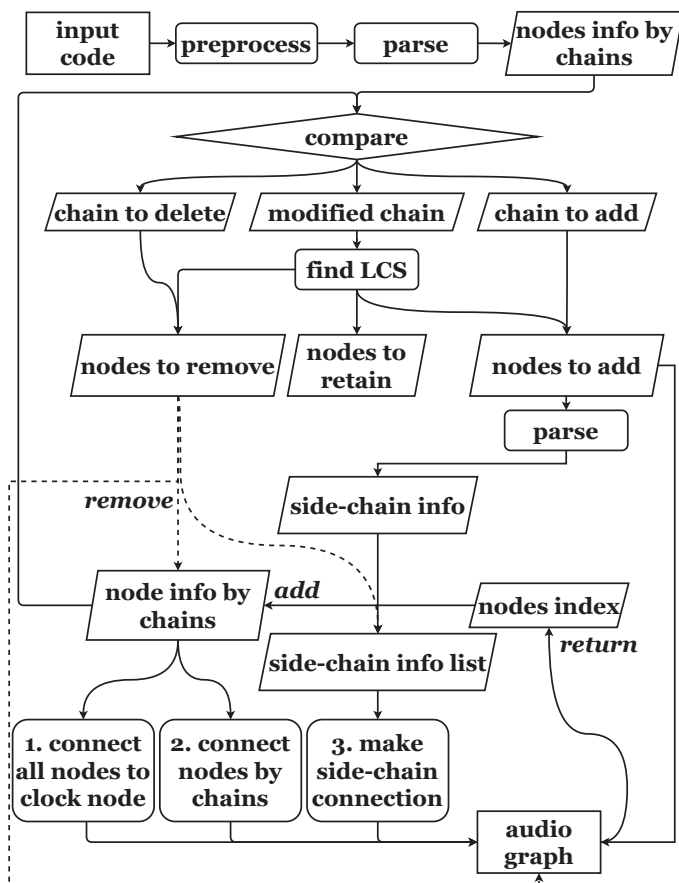 input
code
preprocess
parse
nodes info by
chains
compare
chain to delete
modified chain
chain to add
find LCS
nodes to remove
nodes to
retain
nodes to add
parse
side-chain info
remove
node info by
chains
add
nodes index
return
side-chain info list
1. connect
all nodes to
clock node
2. connect
nodes by
chains
3. make
side-chain
connection
audio
graph